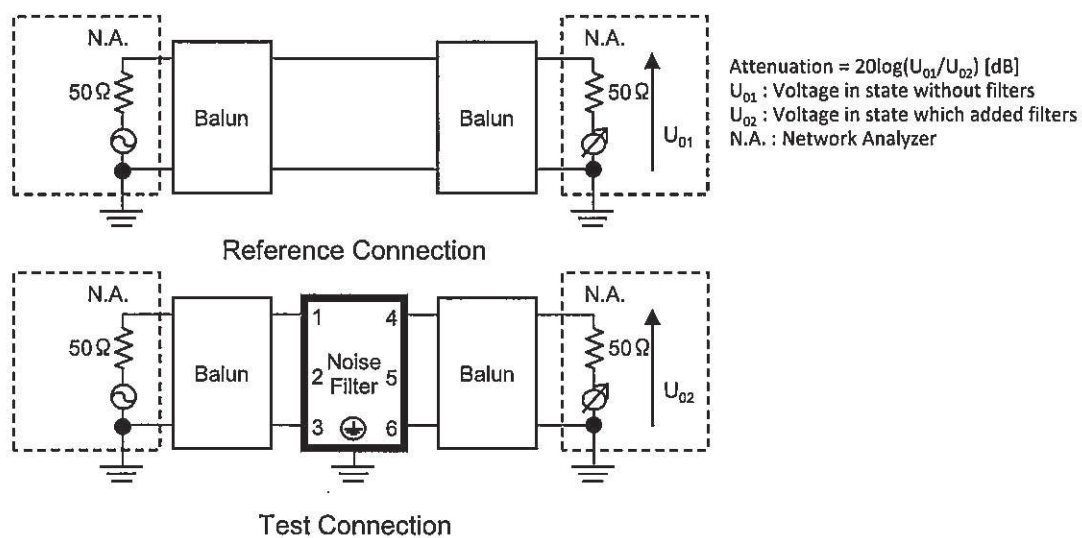 N.A.
N.A.
50Ω
Balun
Balun
50Ω
U01
Attenuation = 20log(U01/U02) [dB]
U01 : Voltage in state without filters
U02 : Voltage in state which added filters
N.A. : Network Analyzer
Reference Connection
N.A.
N.A.
50Ω
Balun
1
4
2
Noise
Filter
5
3
6
Balun
50Ω
U02
Test Connection